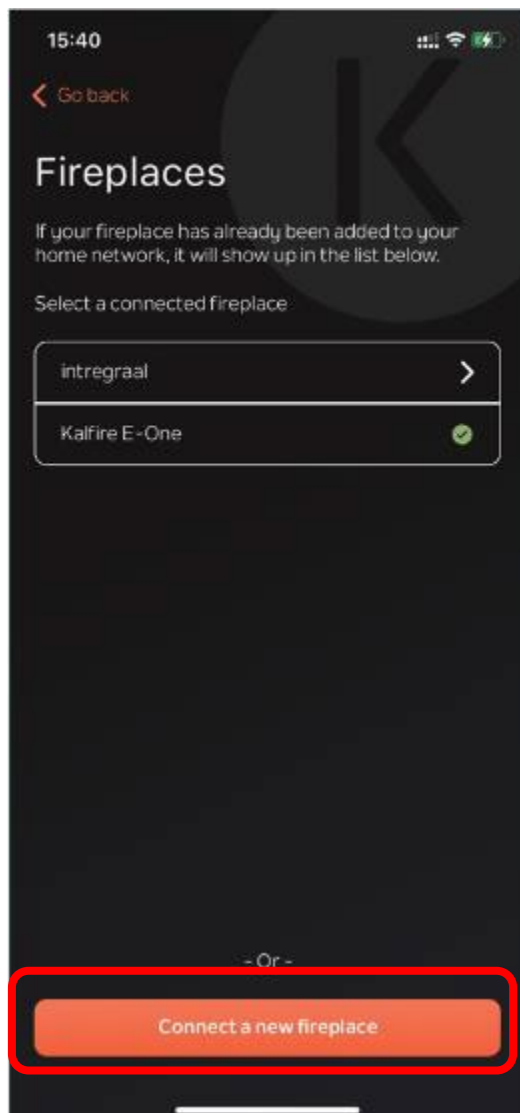 15:40
Go back
Fireplaces
If your fireplace has already been added to your
home network, it will show up in the list below.
Select a connected fireplace
intregraal
Kalfire E-One
- Or -
Connect a new fireplace